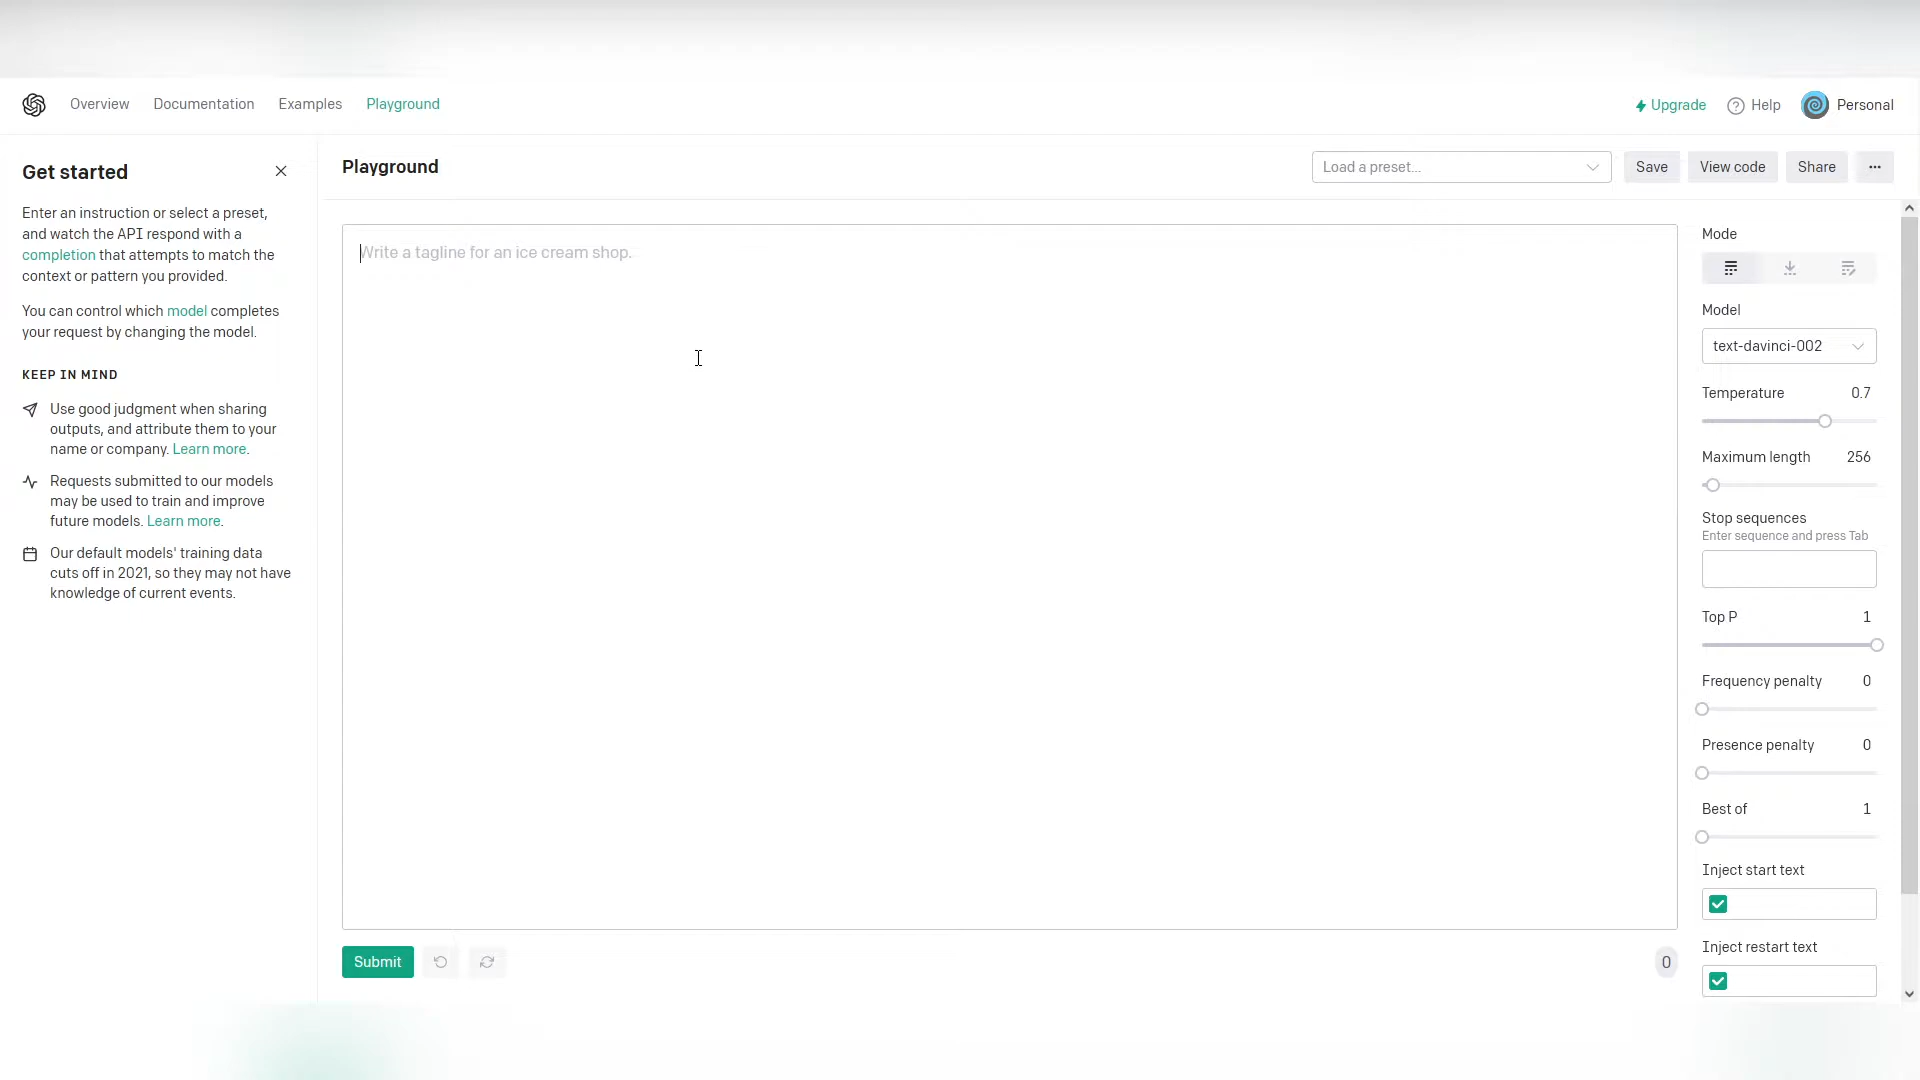 Overview Documentation Examples Playground
Upgrade Help Personal
Get started
Enter an instruction or select a preset,
and watch the API respond with a
completion that attempts to match the
context or pattern you provided.
You can control which model completes
your request by changing the model.
KEEP IN MIND
Use good judgment when sharing
outputs, and attribute them to your
name or company. Learn more.
Requests submitted to our models
may be used to train and improve
future models. Learn more.
Our default models' training data
cuts off in 2021, so they may not have
knowledge of current events.
Playground
Load a preset...
Save View code Share ...
Write a tagline for an ice cream shop.
Submit
0
Mode
Model
text-davinci-002
Temperature 0.7
Maximum length 256
Stop sequences
Enter sequence and press Tab
Top P 1
Frequency penalty 0
Presence penalty 0
Best of 1
Inject start text
Inject restart text